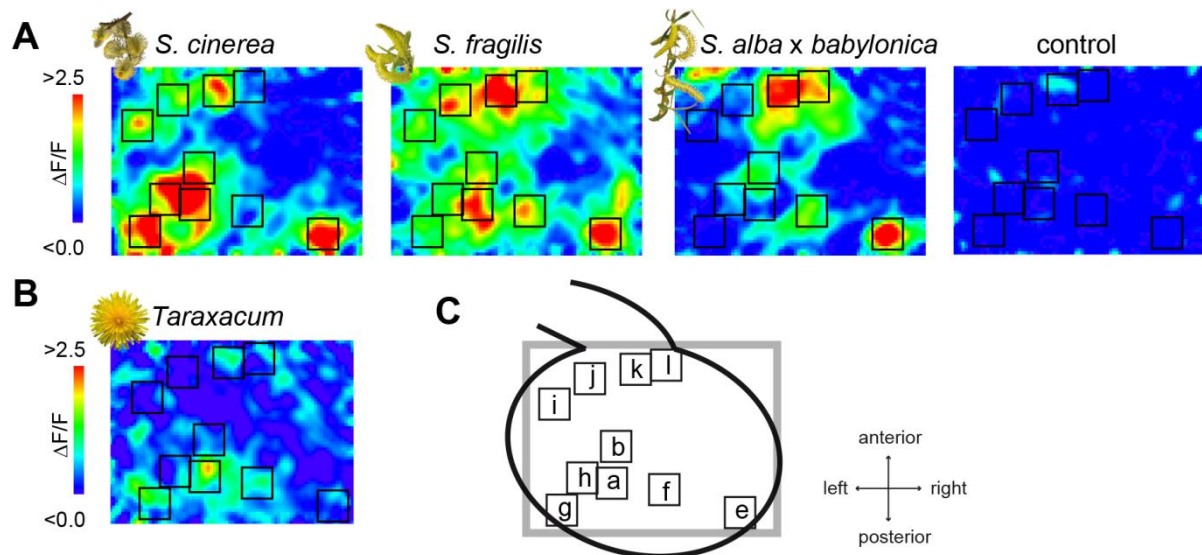 A
S. cinerea
S. fragilis
S. alba x babylonica
control
>2.5
ΔF/F
<0.0
B
Taraxacum
>2.5
ΔF/F
<0.0
C
j k l
i
b
h a f
g e
anterior
left right
posterior